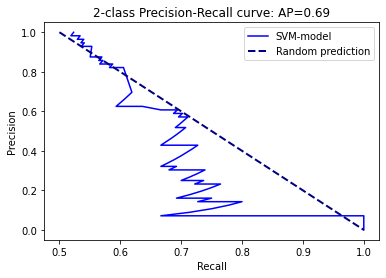 2-class Precision-Recall curve: AP=0.69
SVM-model
Random prediction
Precision
1.0
0.8
0.6
0.4
0.2
0.0
0.5
0.6
0.7
0.8
0.9
1.0
Recall